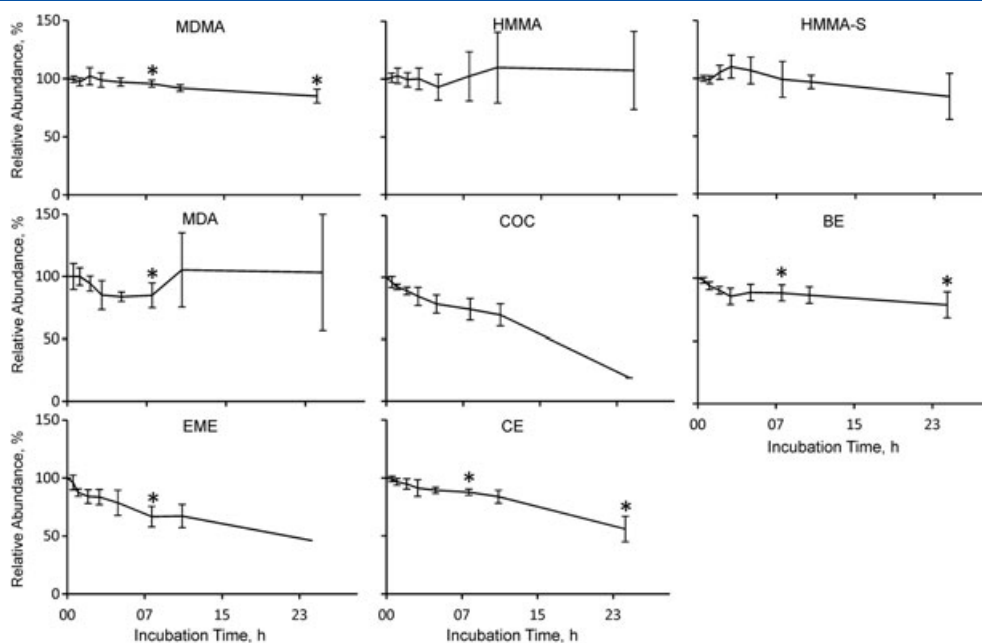 MDMA
HMMA
HMMA-S
Relative Abundance, %
150
100
50
0
*
*
MDA
COC
BE
Relative Abundance, %
150
100
50
0
*
*
*
00 07 15 23
Incubation Time, h
EME
CE
Relative Abundance, %
150
100
50
0
*
*
*
00 07 15 23
00 07 15 23
Incubation Time, h
Incubation Time, h